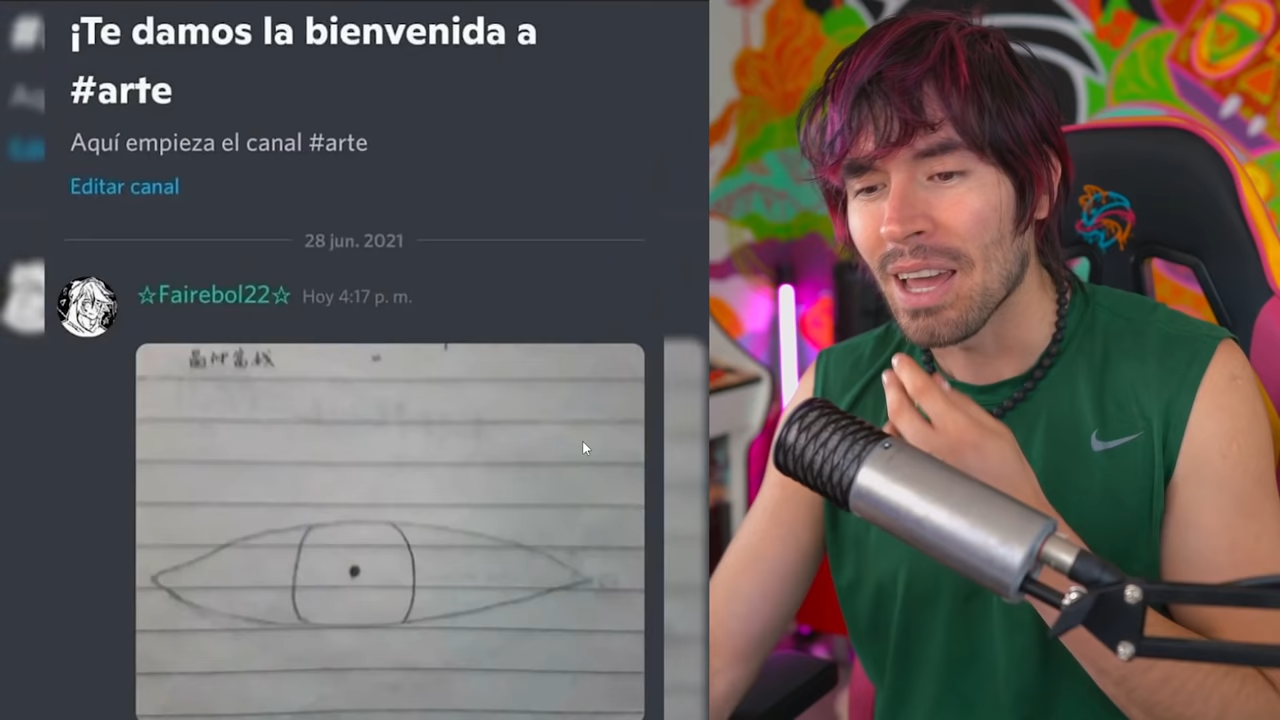 ¡Te damos la bienvenida a
#arte
Aquí empieza el canal #arte
Editar canal
28 jun. 2021
☆Fairebol22☆ Hoy 4:17 p. m.